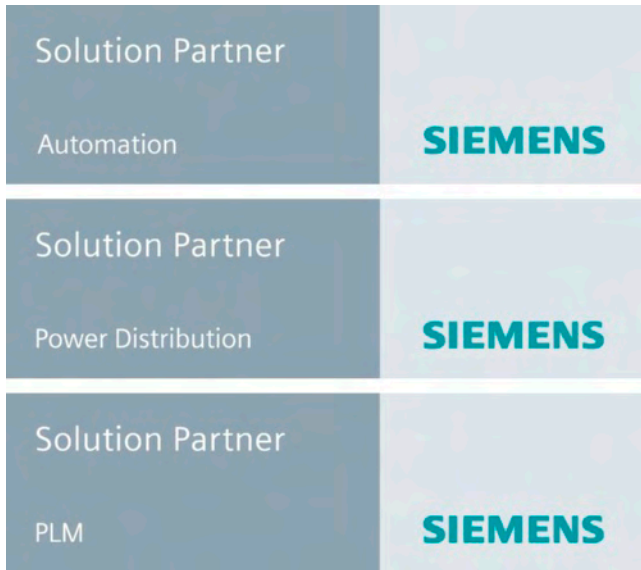 Solution Partner
Automation
SIEMENS
Solution Partner
Power Distribution
SIEMENS
Solution Partner
PLM
SIEMENS